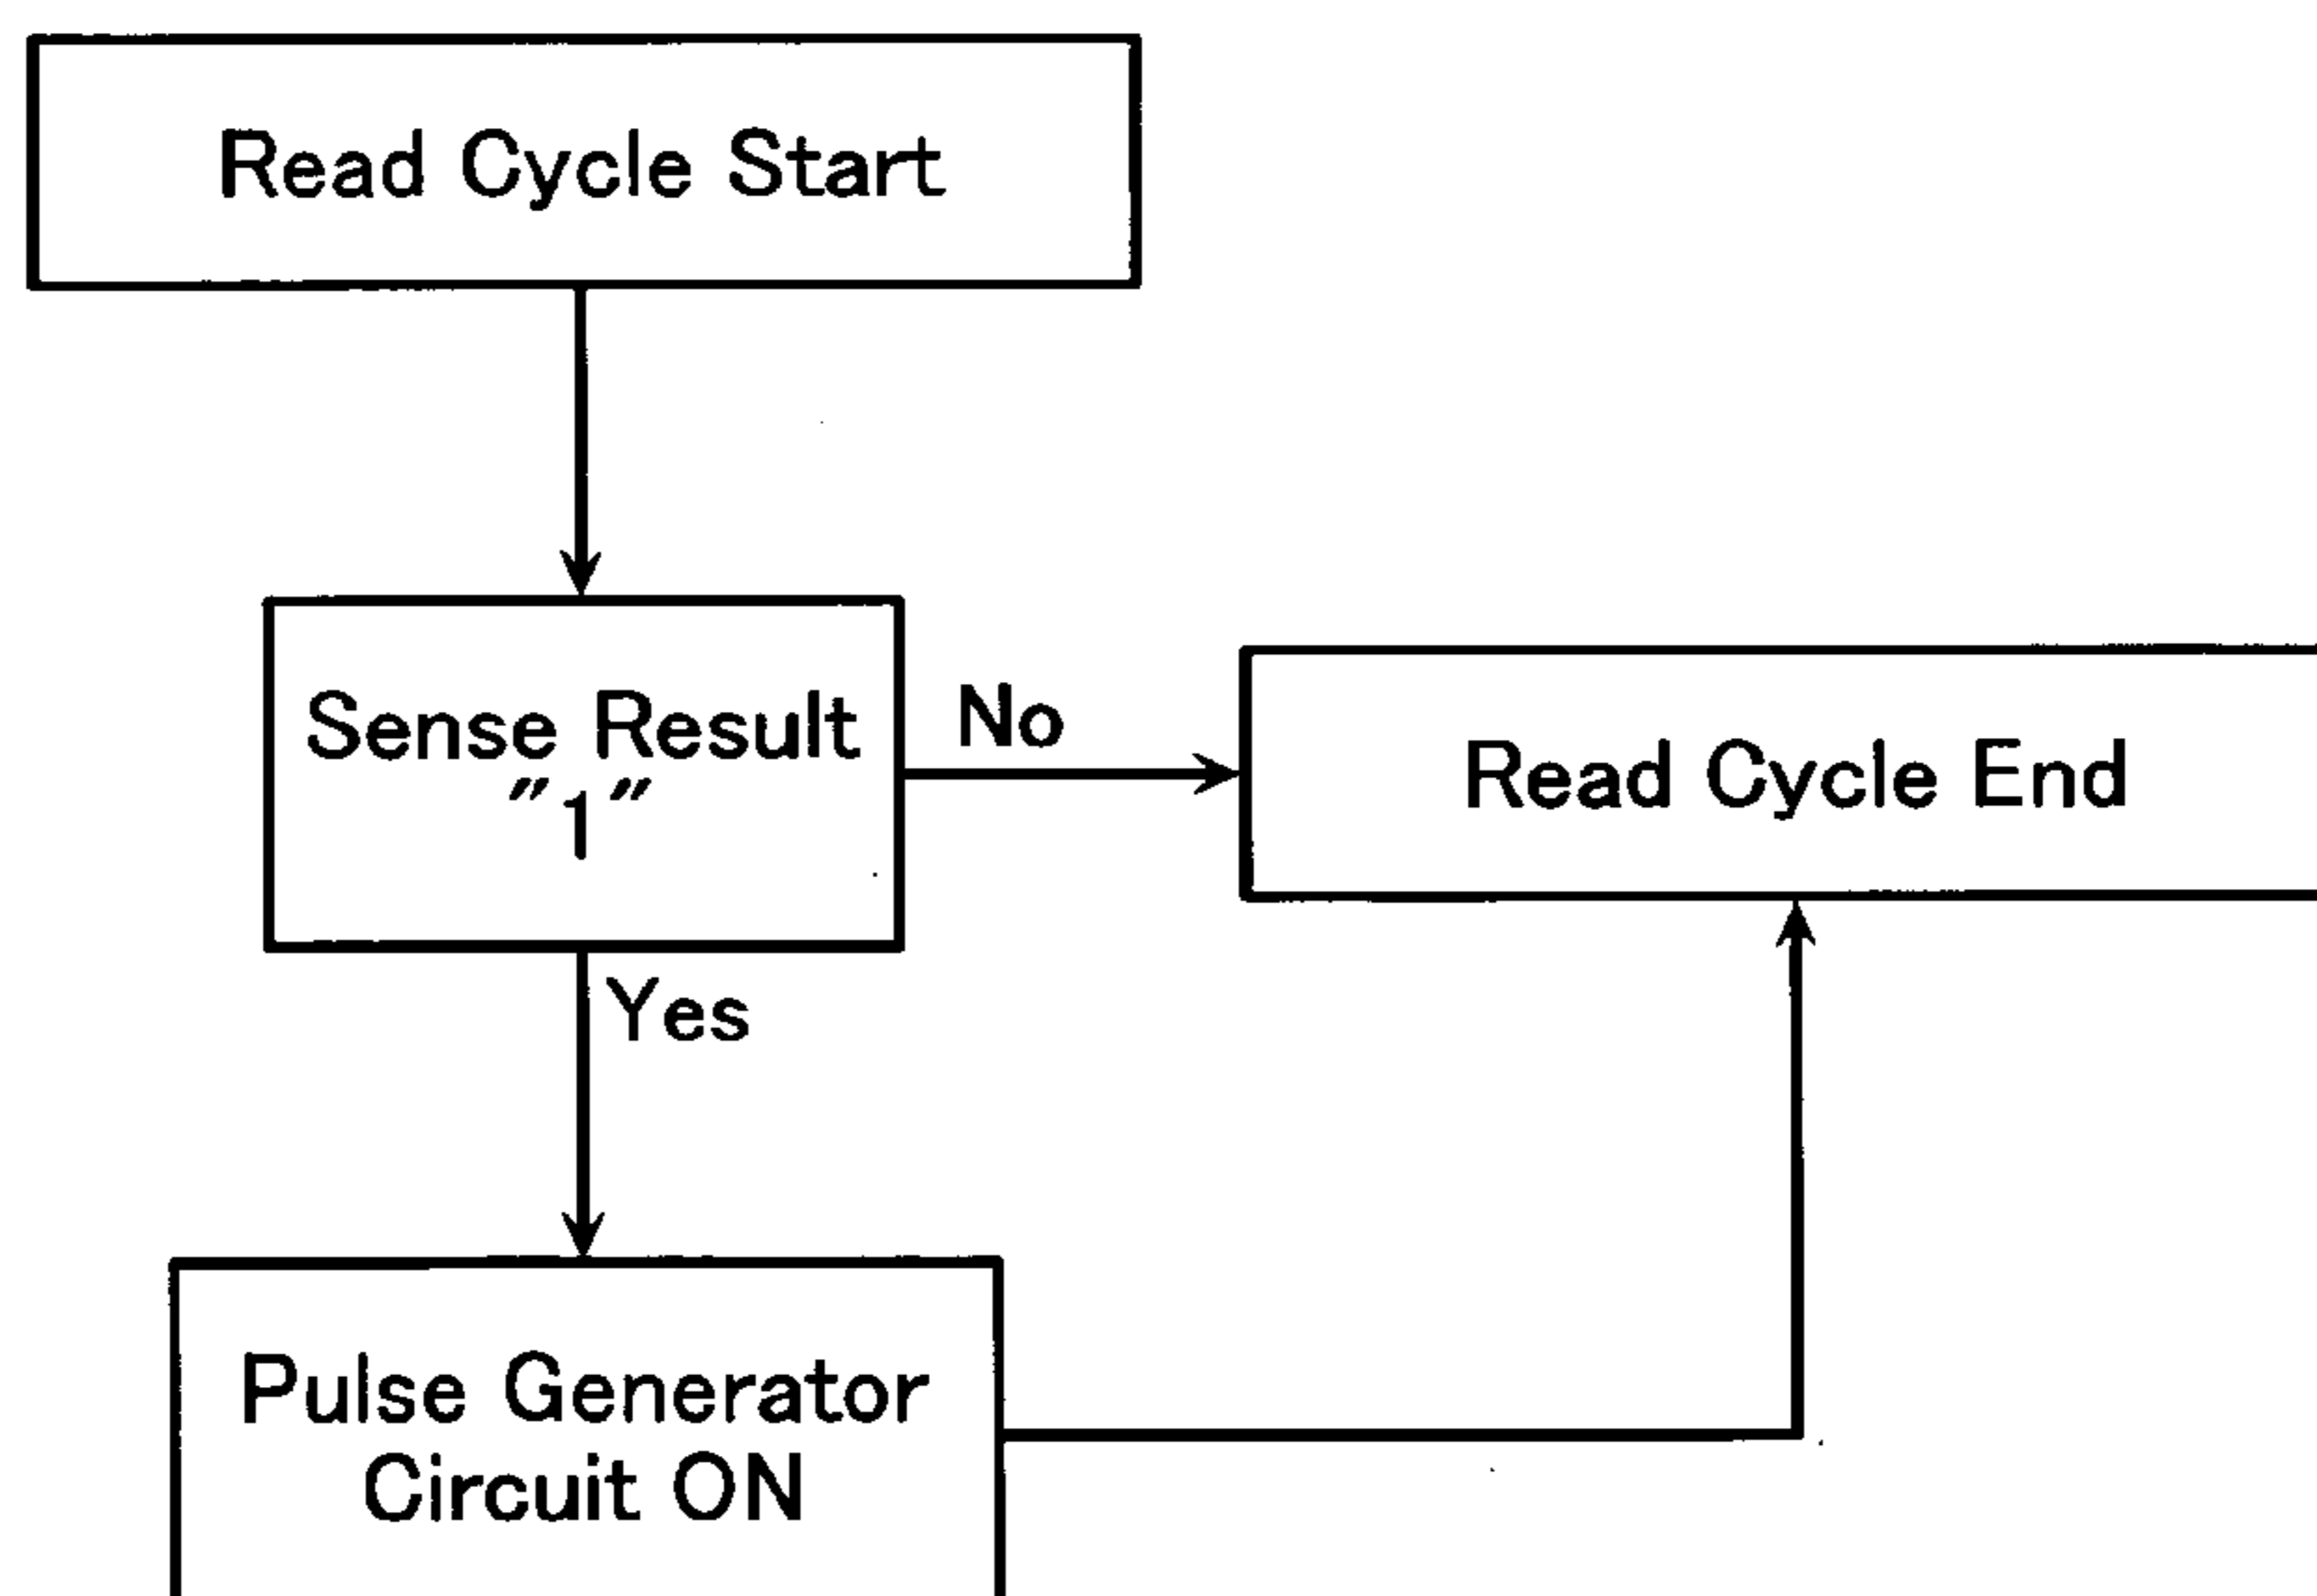 Read Cycle Start
Sense Result
"1"
No
Read Cycle End
Yes
Pulse Generator
Circuit ON